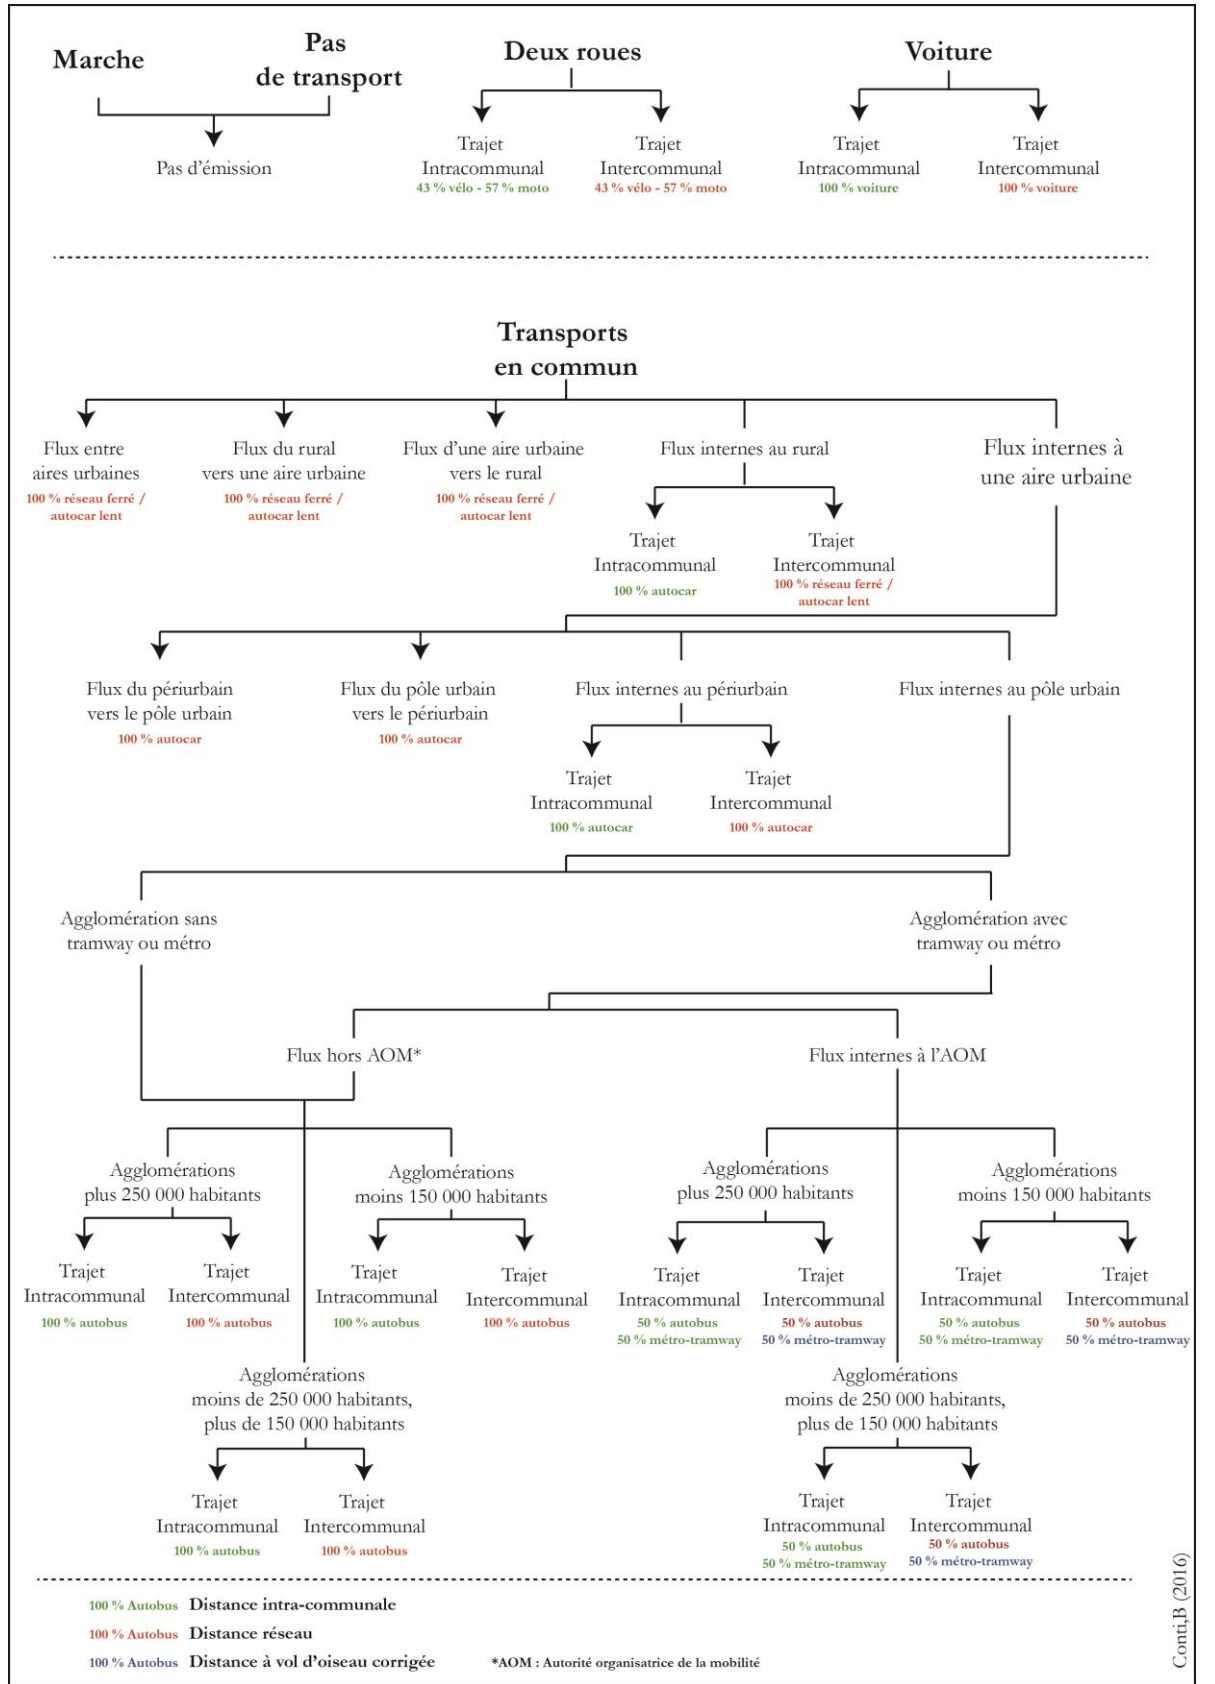 Marche
Pas
de transport
Deux roues
Voiture
Pas d'émission
Trajet
Intracommunal
43 % vélo - 57 % moto
Trajet
Intercommunal
43 % vélo - 57 % moto
Trajet
Intracommunal
100 % voiture
Trajet
Intercommunal
100 % voiture
Transports
en commun
Flux entre
aires urbaines
100 % réseau ferré /
autocar lent
Flux du rural
vers une aire urbaine
100 % réseau ferré /
autocar lent
Flux d'une aire urbaine
vers le rural
100 % réseau ferré /
autocar lent
Flux internes au rural
Flux internes à
une aire urbaine
Trajet
Intracommunal
100 % autocar
Trajet
Intercommunal
100 % réseau ferré /
autocar lent
Flux du périurbain
vers le pôle urbain
100 % autocar
Flux du pôle urbain
vers le périurbain
100 % autocar
Flux internes au périurbain
Flux internes au pôle urbain
Trajet
Intracommunal
100 % autocar
Trajet
Intercommunal
100 % autocar
Agglomération sans
tramway ou métro
Agglomération avec
tramway ou métro
Flux hors AOM*
Flux internes à l'AOM
Agglomérations
plus 250 000 habitants
Agglomérations
moins 150 000 habitants
Agglomérations
plus 250 000 habitants
Agglomérations
moins 150 000 habitants
Trajet
Intracommunal
100 % autobus
Trajet
Intercommunal
100 % autobus
Trajet
Intracommunal
100 % autobus
Trajet
Intercommunal
100 % autobus
Trajet
Intracommunal
50 % autobus
50 % métro-tramway
Trajet
Intercommunal
50 % autobus
50 % métro-tramway
Trajet
Intracommunal
50 % autobus
50 % métro-tramway
Trajet
Intercommunal
50 % autobus
50 % métro-tramway
Agglomérations
moins de 250 000 habitants,
plus de 150 000 habitants
Agglomérations
moins de 250 000 habitants,
plus de 150 000 habitants
Trajet
Intracommunal
100 % autobus
Trajet
Intercommunal
100 % autobus
Trajet
Intracommunal
50 % autobus
50 % métro-tramway
Trajet
Intercommunal
50 % autobus
50 % métro-tramway
100 % Autobus Distance intra-communale
100 % Autobus Distance réseau
100 % Autobus Distance à vol d'oiseau corrigée
*AOM : Autorité organisatrice de la mobilité
Conti,B (2016)